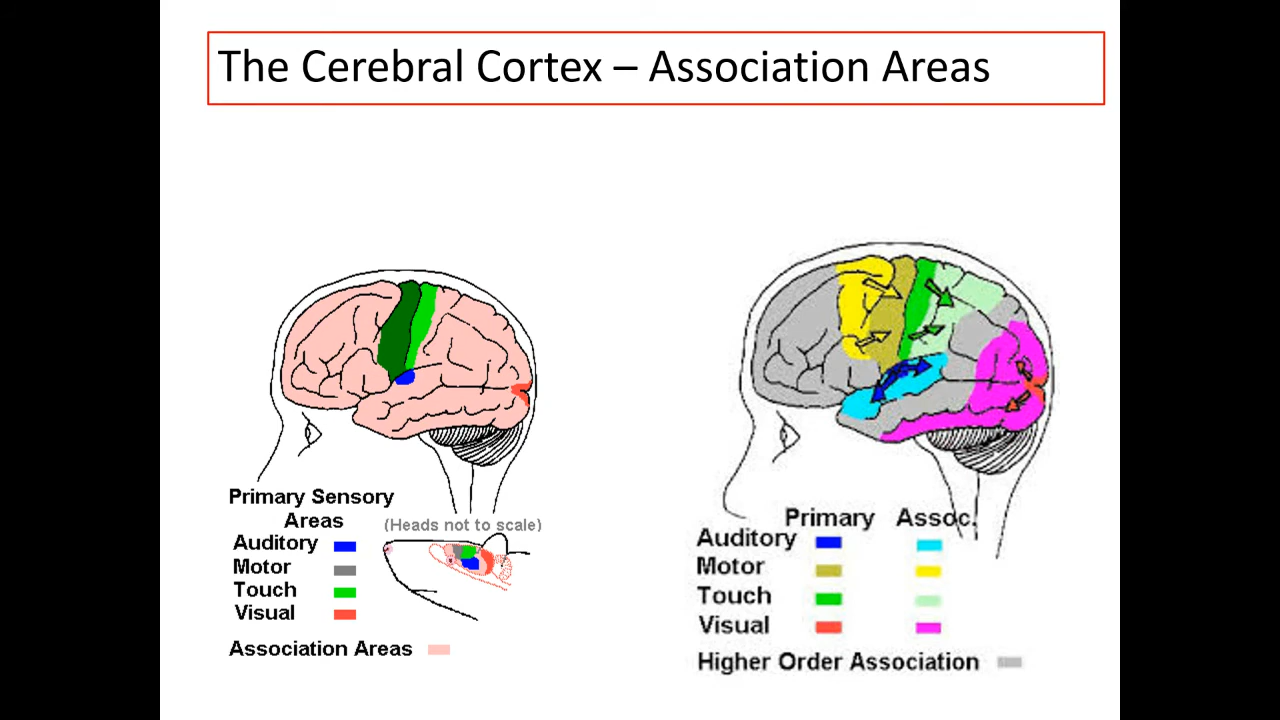 The Cerebral Cortex – Association Areas
Primary Sensory
Areas
(Heads not to scale)
Auditory
Motor
Touch
Visual
Association Areas
Primary Assoc.
Auditory
Motor
Touch
Visual
Higher Order Association